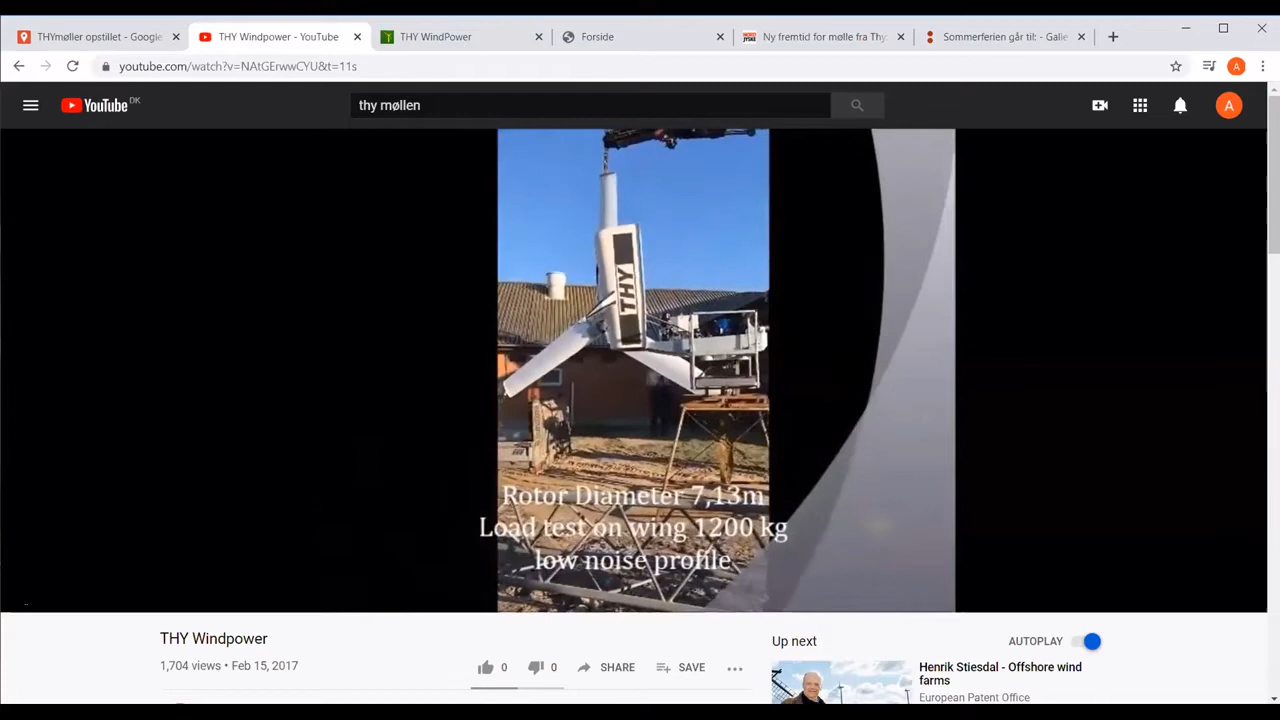 THYmøller opstillet - Google
THY Windpower - YouTube
THY WindPower
Forside
Ny fremtid for mølle fra Thy.
Sommerferien går til: - Galle
youtube.com/watch?v=NAtGErwwCYU&t=11s
A
YouTube DK
thy møllen
A
THY
Rotor Diameter 7,13m
Load test on wing 1200 kg
low noise profile
THY Windpower
1,704 views • Feb 15, 2017
0
0
SHARE
SAVE
Up next
AUTOPLAY
Henrik Stiesdal - Offshore wind
farms
European Patent Office